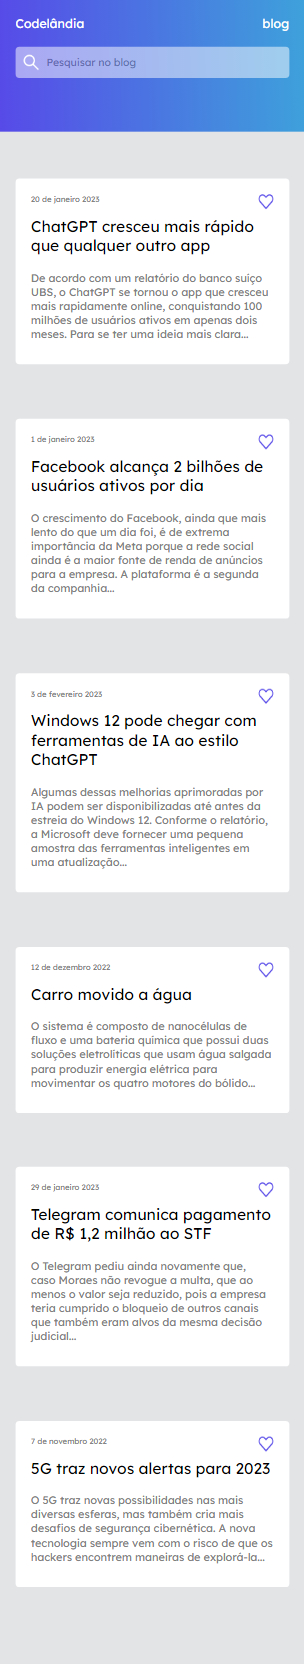 Codelândia
blog
Pesquisar no blog
20 de janeiro 2023
ChatGPT cresceu mais rápido
que qualquer outro app
De acordo com um relatório do banco suíço
UBS, o ChatGPT se tornou o app que cresceu
mais rapidamente online, conquistando 100
milhões de usuários ativos em apenas dois
meses. Para se ter uma ideia mais clara...
1 de janeiro 2023
Facebook alcança 2 bilhões de
usuários ativos por dia
O crescimento do Facebook, ainda que mais
lento do que um dia foi, é de extrema
importância da Meta porque a rede social
ainda é a maior fonte de renda de anúncios
para a empresa. A plataforma é a segunda
da companhia...
3 de fevereiro 2023
Windows 12 pode chegar com
ferramentas de IA ao estilo
ChatGPT
Algumas dessas melhorias aprimoradas por
IA podem ser disponibilizadas até antes da
estreia do Windows 12. Conforme o relatório,
a Microsoft deve fornecer uma pequena
amostra das ferramentas inteligentes em
uma atualização...
12 de dezembro 2022
Carro movido a água
O sistema é composto de nanocélulas de
fluxo e uma bateria química que possui duas
soluções eletrolíticas que usam água salgada
para produzir energia elétrica para
movimentar os quatro motores do bólido...
29 de janeiro 2023
Telegram comunica pagamento
de R$ 1,2 milhão ao STF
O Telegram pediu ainda novamente que,
caso Moraes não revogue a multa, que ao
menos o valor seja reduzido, pois a empresa
teria cumprido o bloqueio de outros canais
que também eram alvos da mesma decisão
judicial...
7 de novembro 2022
5G traz novos alertas para 2023
O 5G traz novas possibilidades nas mais
diversas esferas, mas também cria mais
desafios de segurança cibernética. A nova
tecnologia sempre vem com o risco de que os
hackers encontrem maneiras de explorá-la...